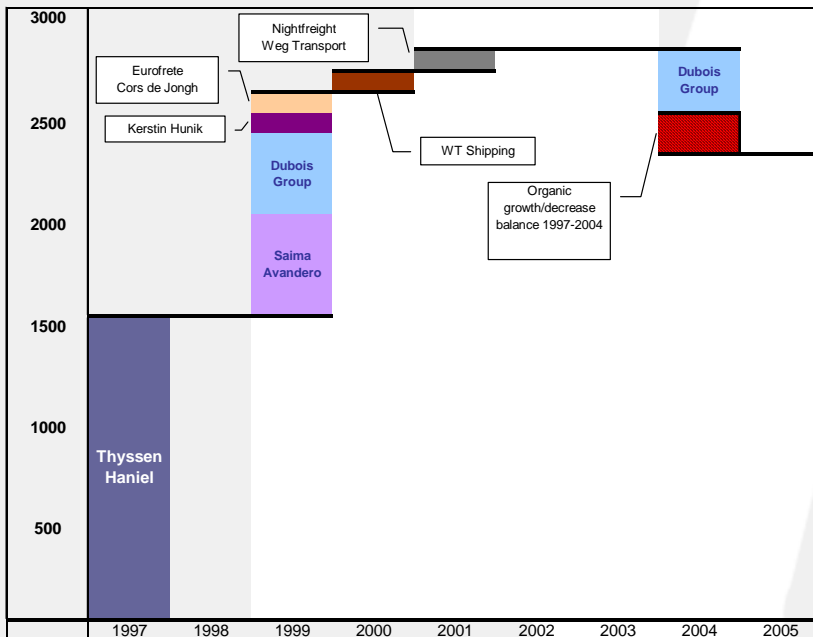 3000
2500
2000
1500
1000
500
Nightfreight
Weg Transport
Eurofrete
Cors de Jongh
Kerstin Hunik
WT Shipping
Dubois
Group
Saima
Avandero
Thyssen
Haniel
Dubois
Group
Organic
growth/decrease
balance 1997-2004
1997 1998 1999 2000 2001 2002 2003 2004 2005